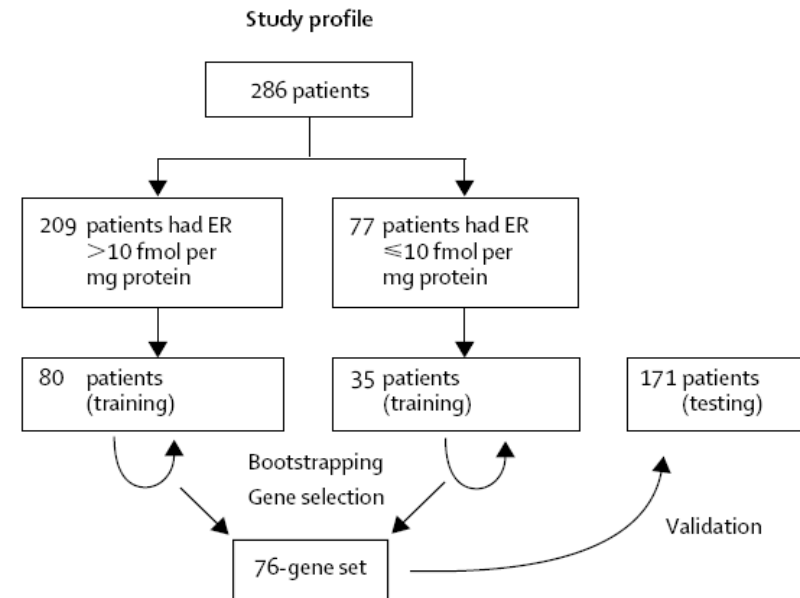 Study profile
286 patients
209 patients had ER
>10 fmol per
mg protein
77 patients had ER
≤10 fmol per
mg protein
80 patients
(training)
35 patients
(training)
171 patients
(testing)
Bootstrapping
Gene selection
Validation
76-gene set